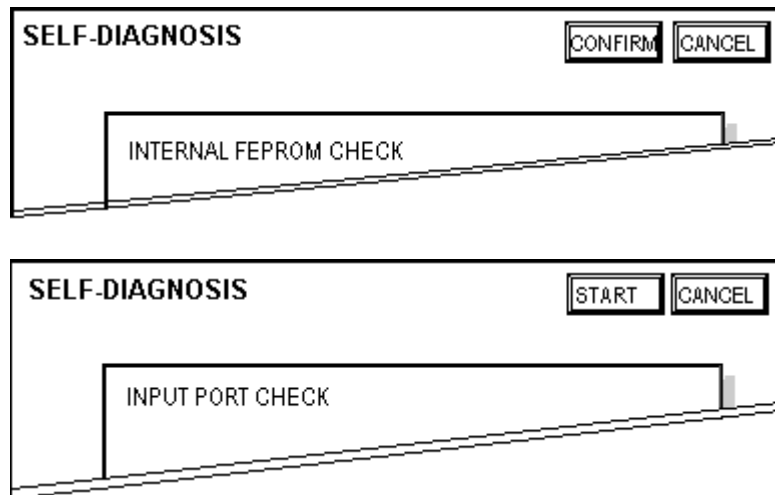 SELF-DIAGNOSIS CONFIRM CANCEL
INTERNAL FEPROM CHECK
SELF-DIAGNOSIS START CANCEL
INPUT PORT CHECK